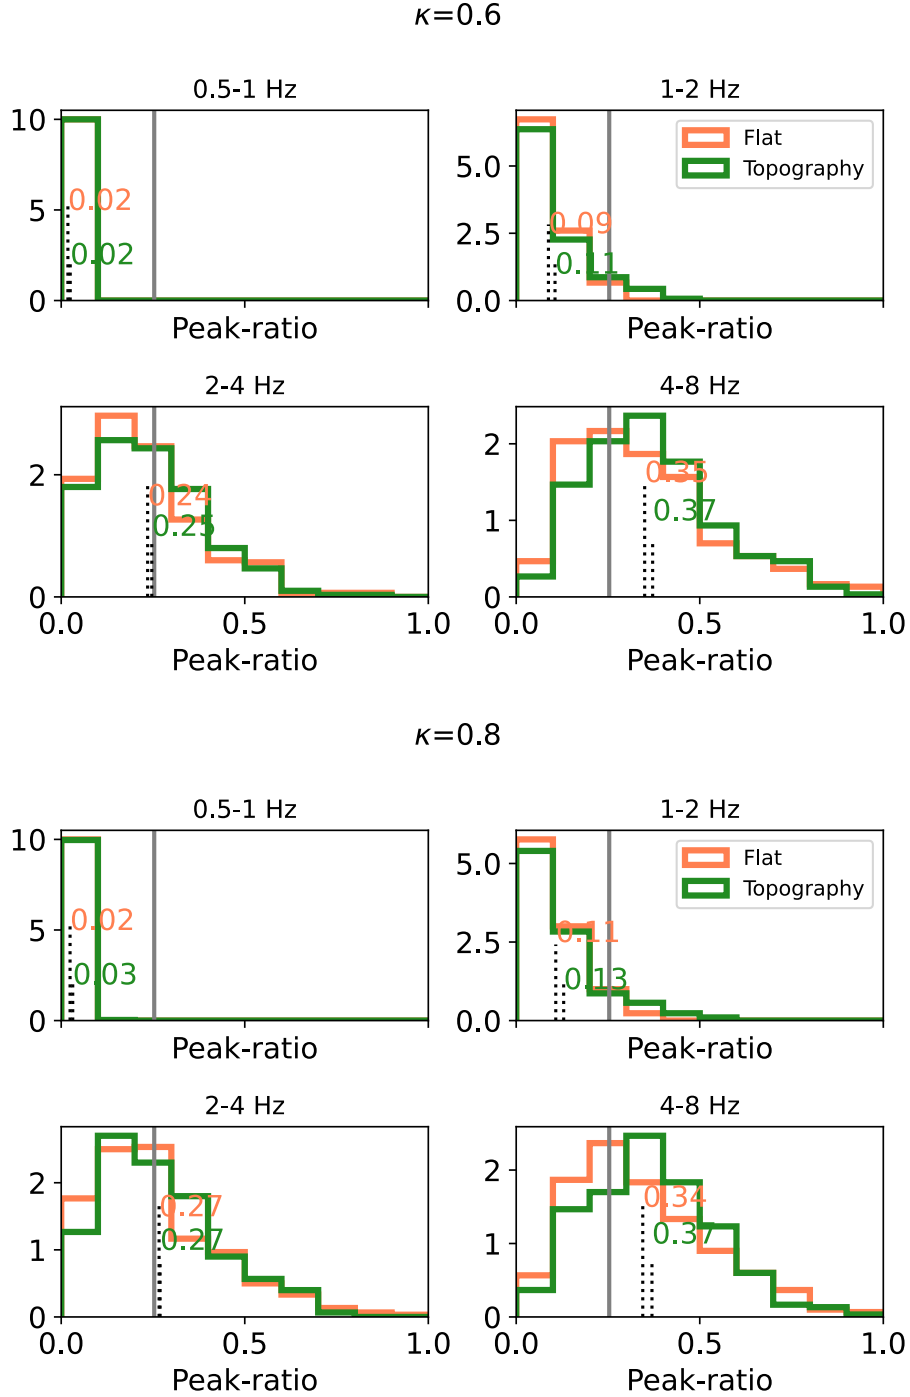 κ=0.6
0.5-1 Hz
1-2 Hz
10
5
0
0.02
0.02
Peak-ratio
5.0
2.5
0.0
Flat
Topography
0.09
0.11
Peak-ratio
2-4 Hz
4-8 Hz
2
0
0.24
0.25
0.0 0.5 1.0
Peak-ratio
2
1
0
0.35
0.37
0.0 0.5 1.0
Peak-ratio
κ=0.8
0.5-1 Hz
1-2 Hz
10
5
0
0.02
0.03
Peak-ratio
5.0
2.5
0.0
Flat
Topography
0.11
0.13
Peak-ratio
2-4 Hz
4-8 Hz
2
1
0
0.27
0.27
0.0 0.5 1.0
Peak-ratio
2
1
0
0.34
0.37
0.0 0.5 1.0
Peak-ratio